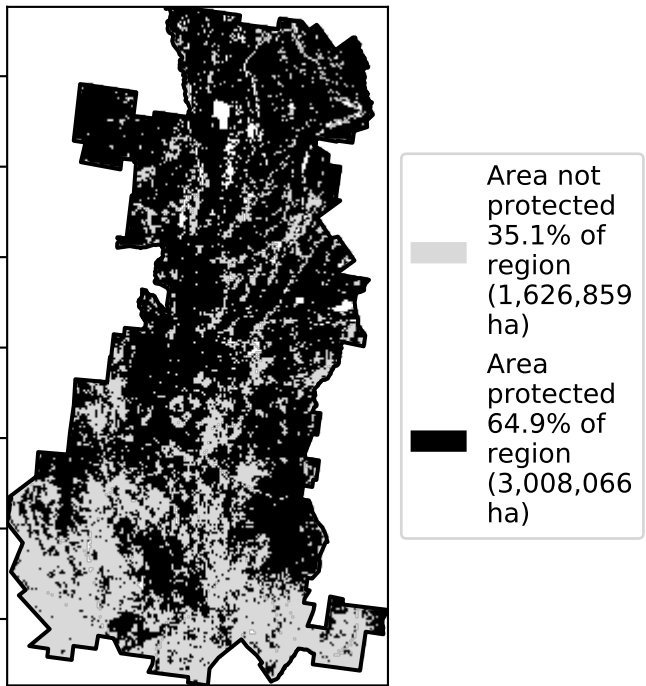 Area not
protected
35.1% of
region
(1,626,859
ha)
Area
protected
64.9% of
region
(3,008,066
ha)